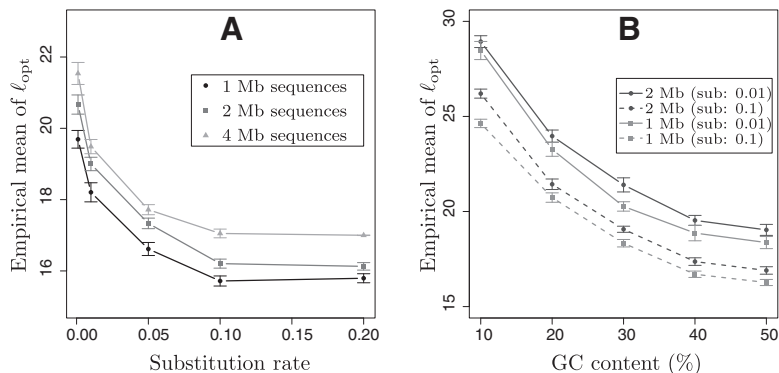 A
Empirical mean of ℓopt
22
20
18
16
1 Mb sequences
2 Mb sequences
4 Mb sequences
0.00 0.05 0.10 0.15 0.20
Substitution rate
B
Empirical mean of ℓopt
30
25
20
15
2 Mb (sub: 0.01)
2 Mb (sub: 0.1)
1 Mb (sub: 0.01)
1 Mb (sub: 0.1)
10 20 30 40 50
GC content (%)